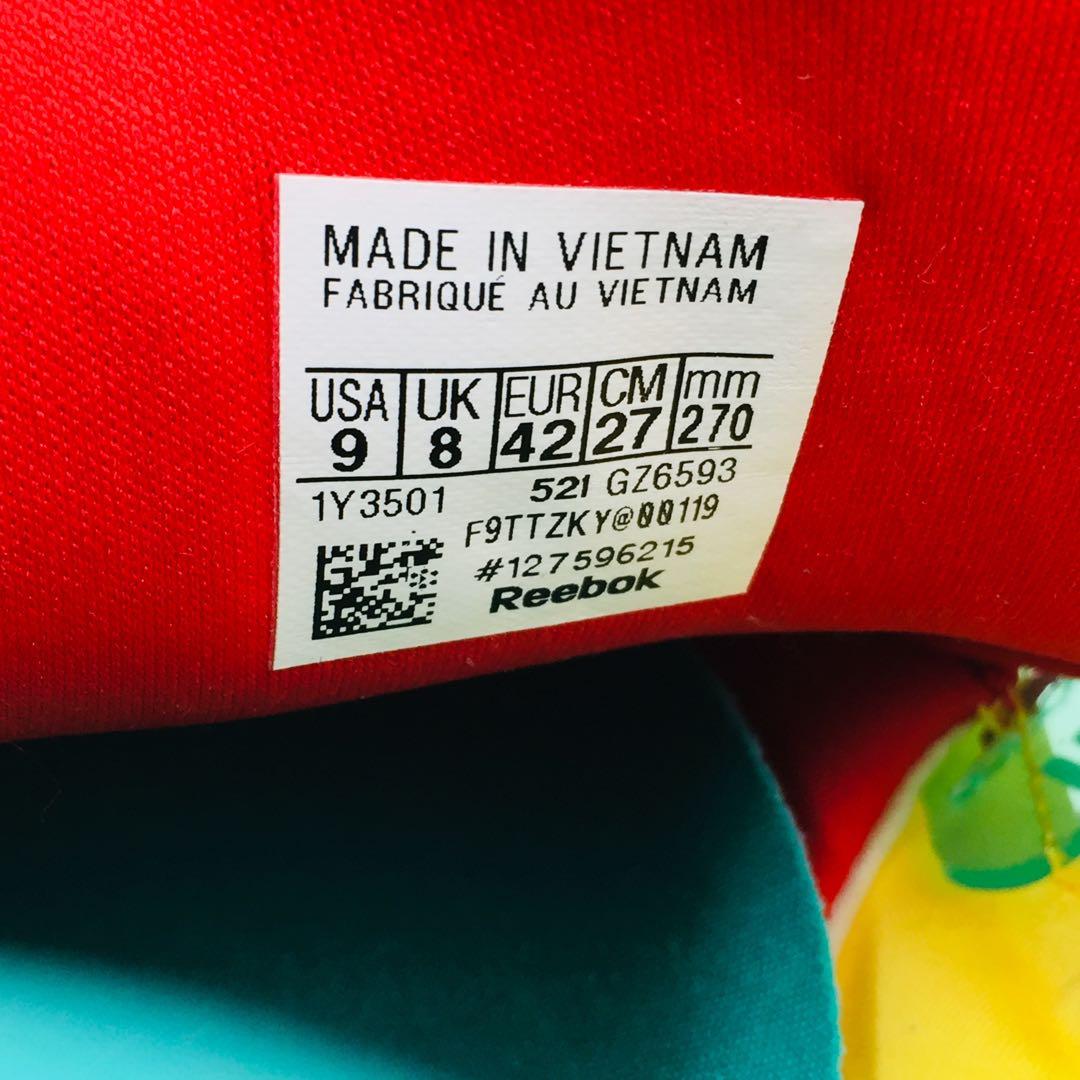 MADE IN VIETNAM
FABRIQUÉ AU VIETNAM
USA UK EUR CM mm
9 8 42 27 270
1Y3501 52I GZ6593
F9TTZKY@00119
#127596215
Reebok